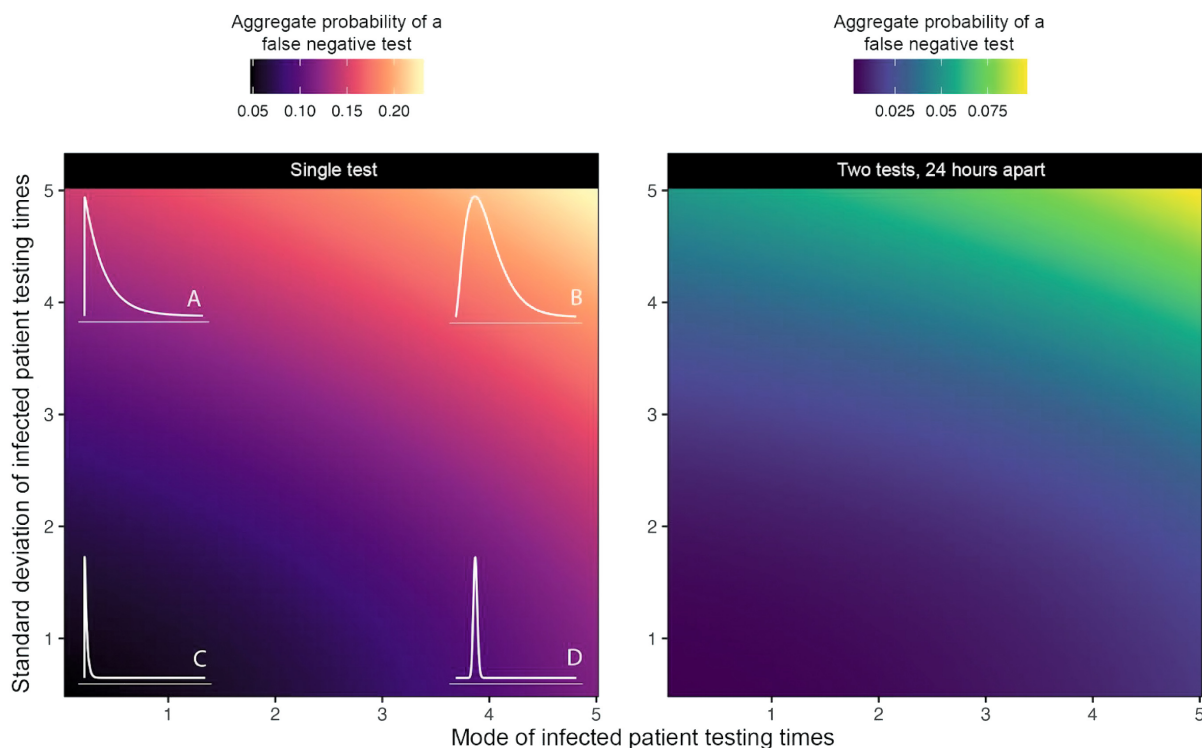 Aggregate probability of a
false negative test
0.05 0.10 0.15 0.20
Aggregate probability of a
false negative test
0.025 0.05 0.075
Single test
Two tests, 24 hours apart
Standard deviation of infected patient testing times
5
4
3
2
1
A
B
C
D
1 2 3 4 5
5
4
3
2
1
1 2 3 4 5
Mode of infected patient testing times